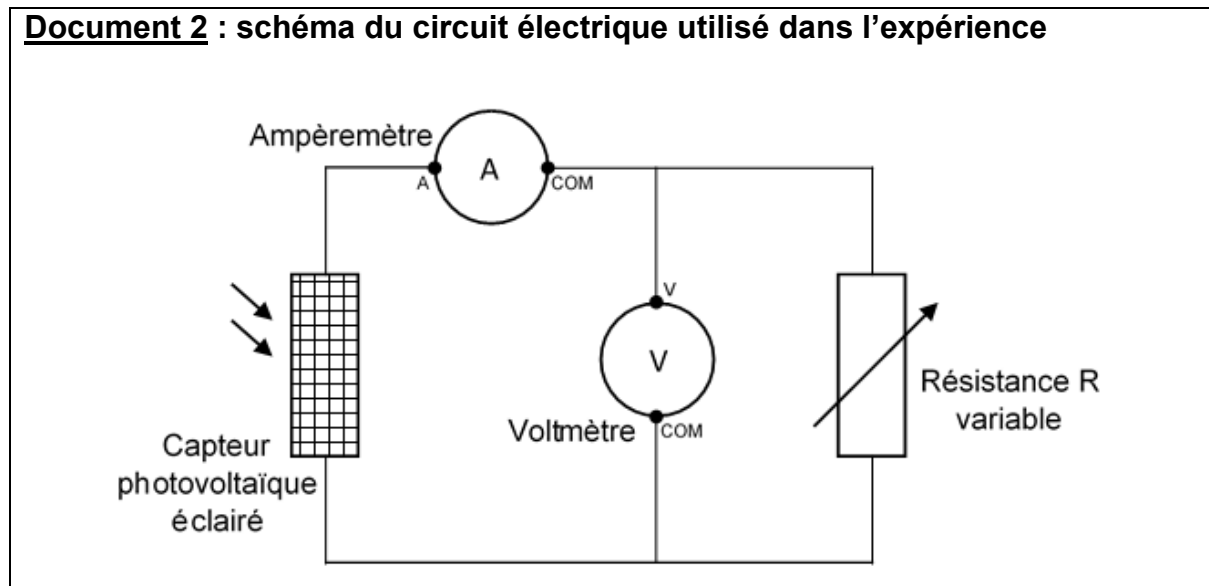 Document 2 : schéma du circuit électrique utilisé dans l’expérience
Ampèremètre
A
A
COM
V
V
Voltmètre
COM
Résistance R
variable
Capteur
photovoltaïque
éclairé